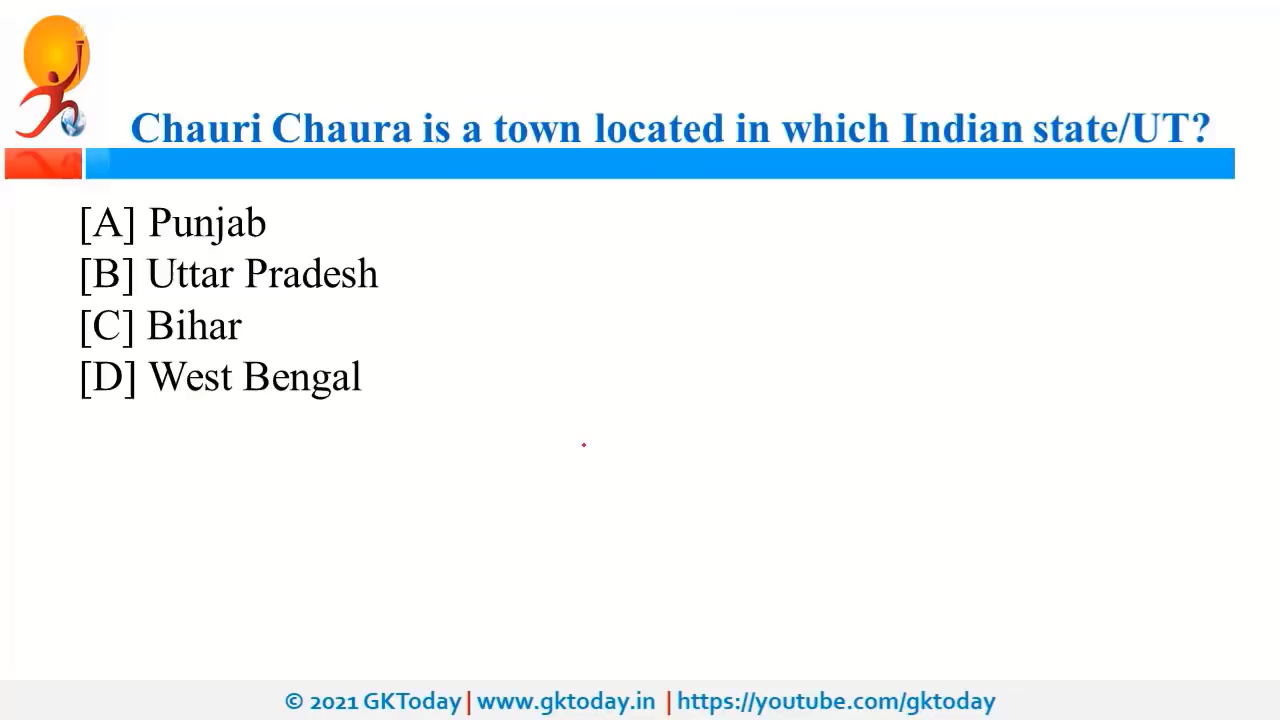 Chauri Chaura is a town located in which Indian state/UT?
[A] Punjab
[B] Uttar Pradesh
[C] Bihar
[D] West Bengal
© 2021 GKToday | www.gktoday.in | https://youtube.com/gktoday